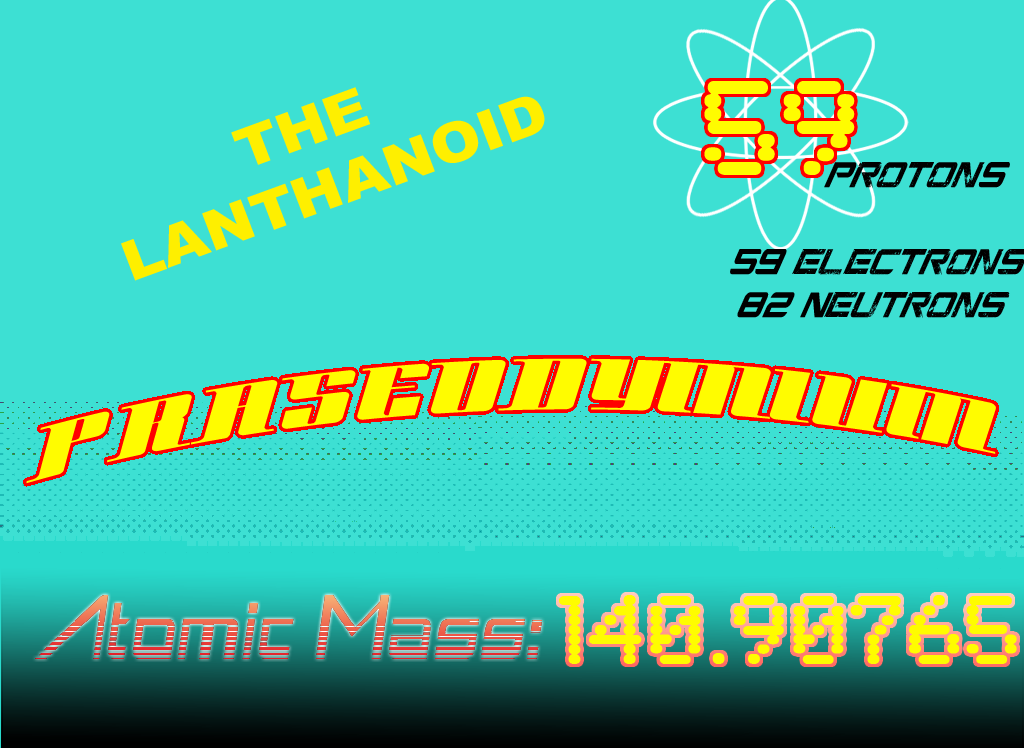 THE
LANTHANOID
59
PROTONS
59 ELECTRONS
82 NEUTRONS
PRASEODYMIUM
Atomic Mass: 140.90765